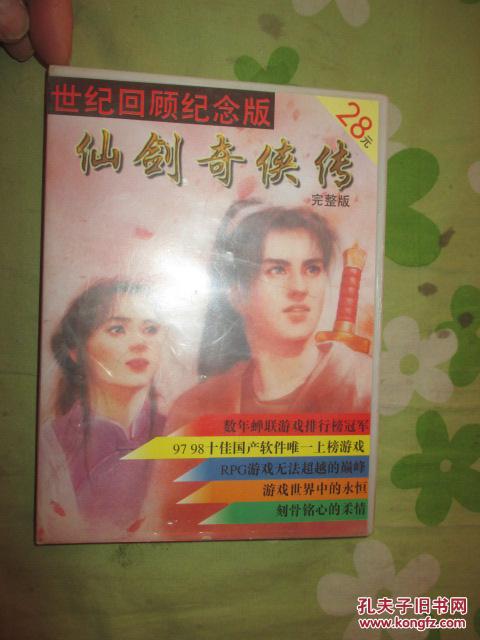 世纪回顾纪念版
28元
仙剑奇侠传
完整版
数年蝉联游戏排行榜冠军
97 98十佳国产软件唯一上榜游戏
RPG游戏无法超越的巅峰
游戏世界中的永恒
刻骨铭心的柔情
孔夫子旧书网
www.kongfz.com